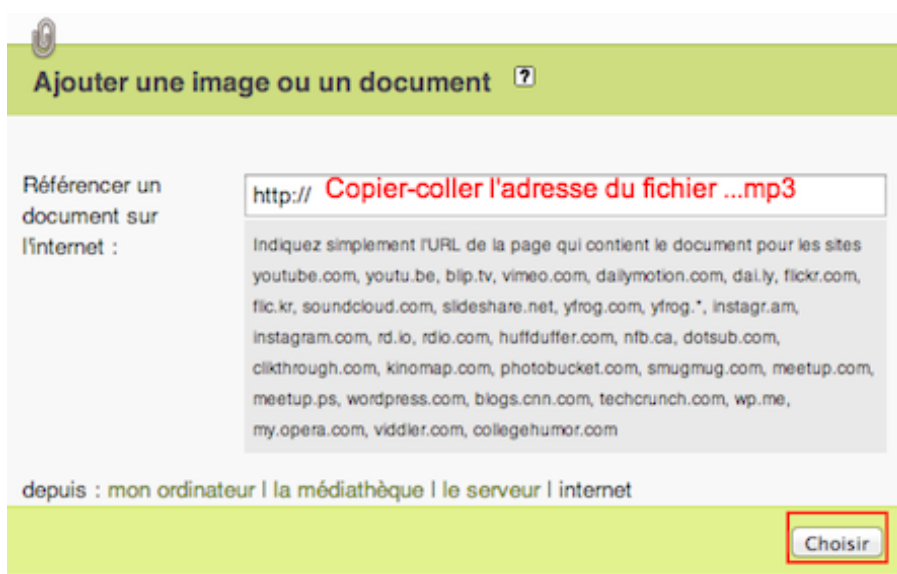 Ajouter une image ou un document ?
Référencer un
document sur
l'internet :
http:// Copier-coller l'adresse du fichier ...mp3
Indiquez simplement l'URL de la page qui contient le document pour les sites
youtube.com, youtu.be, blip.tv, vimeo.com, dailymotion.com, dai.ly, flickr.com,
flic.kr, soundcloud.com, slideshare.net, yfrog.com, yfrog.*, instagr.am,
instagram.com, rd.io, rdio.com, huffduffer.com, nfb.ca, dotsub.com,
clikthrough.com, kinomap.com, photobucket.com, smugmug.com, meetup.com,
meetup.ps, wordpress.com, blogs.cnn.com, techcrunch.com, wp.me,
my.opera.com, viddler.com, collegehumor.com
depuis : mon ordinateur | la médiathèque | le serveur | internet
Choisir